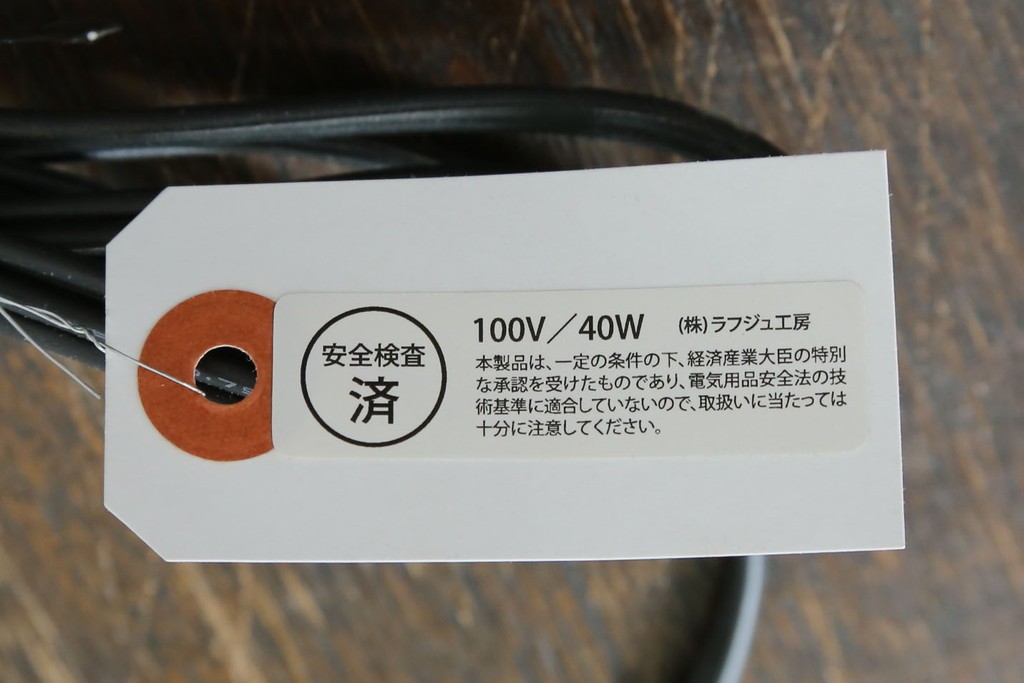 安全検査
済
100V／40W (株)ラフジュ工房
本製品は、一定の条件の下、経済産業大臣の特別
な承認を受けたものであり、電気用品安全法の技
術基準に適合していないので、取扱いに当たっては
十分に注意してください。